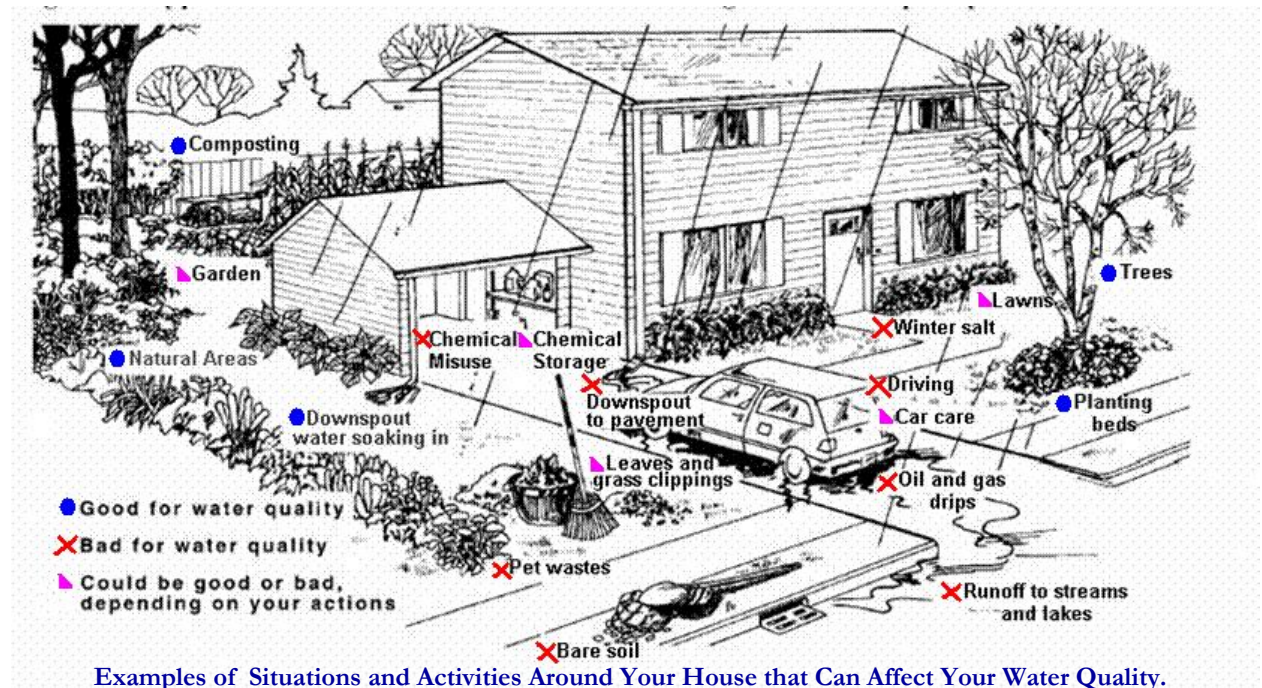 Composting
Garden
Trees
Lawns
Winter salt
Chemical
Misuse
Chemical
Storage
Natural Areas
Driving
Downspout
to pavement
Planting
beds
Car care
Downspout
water soaking in
Leaves and
grass clippings
Oil and gas
drips
Good for water quality
Bad for water quality
Could be good or bad,
depending on your actions
Pet wastes
Runoff to streams
and lakes
Bare soil
Examples of Situations and Activities Around Your House that Can Affect Your Water Quality.